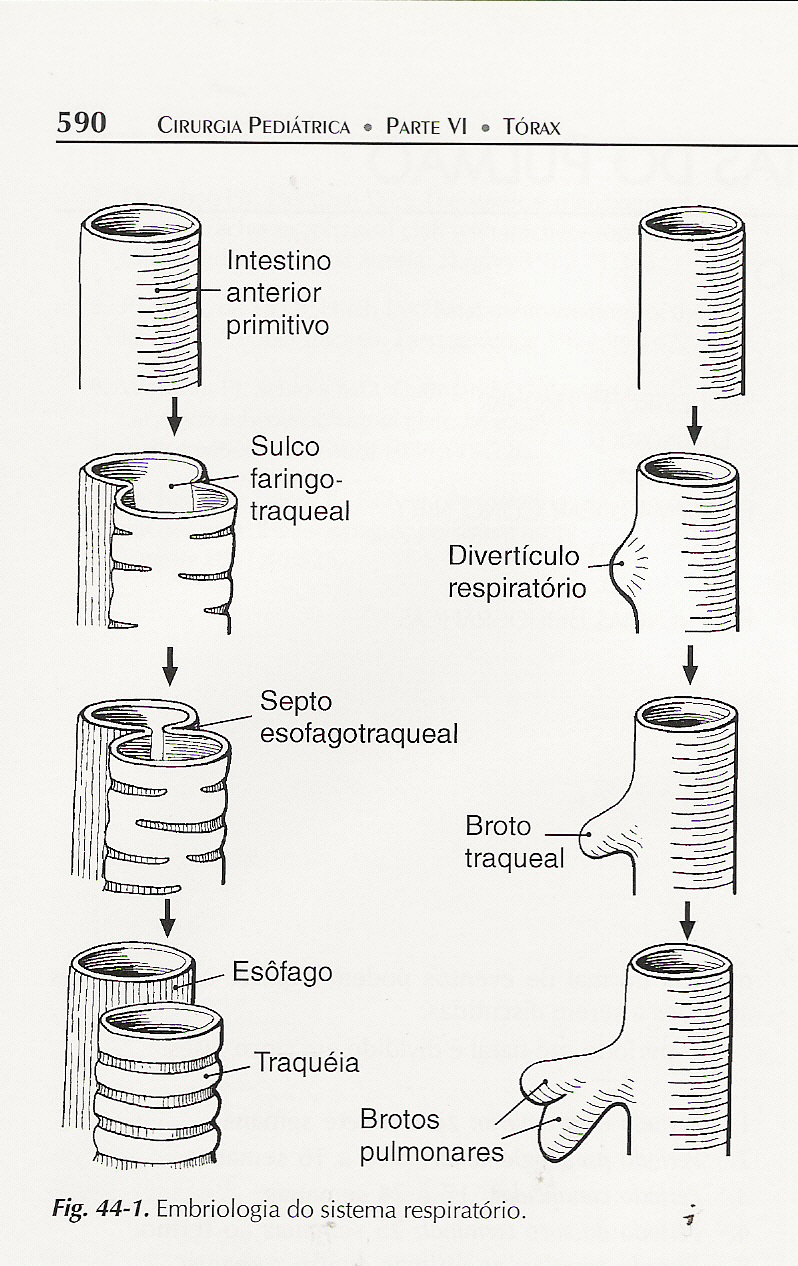 590 CIRURGIA PEDIÁTRICA • PARTE VI • TÓRAX
Intestino
anterior
primitivo
Sulco
faringo-
traqueal
Divertículo
respiratório
Septo
esofagotraqueal
Broto
traqueal
Esôfago
Traquéia
Brotos
pulmonares
Fig. 44-1. Embriologia do sistema respiratório.